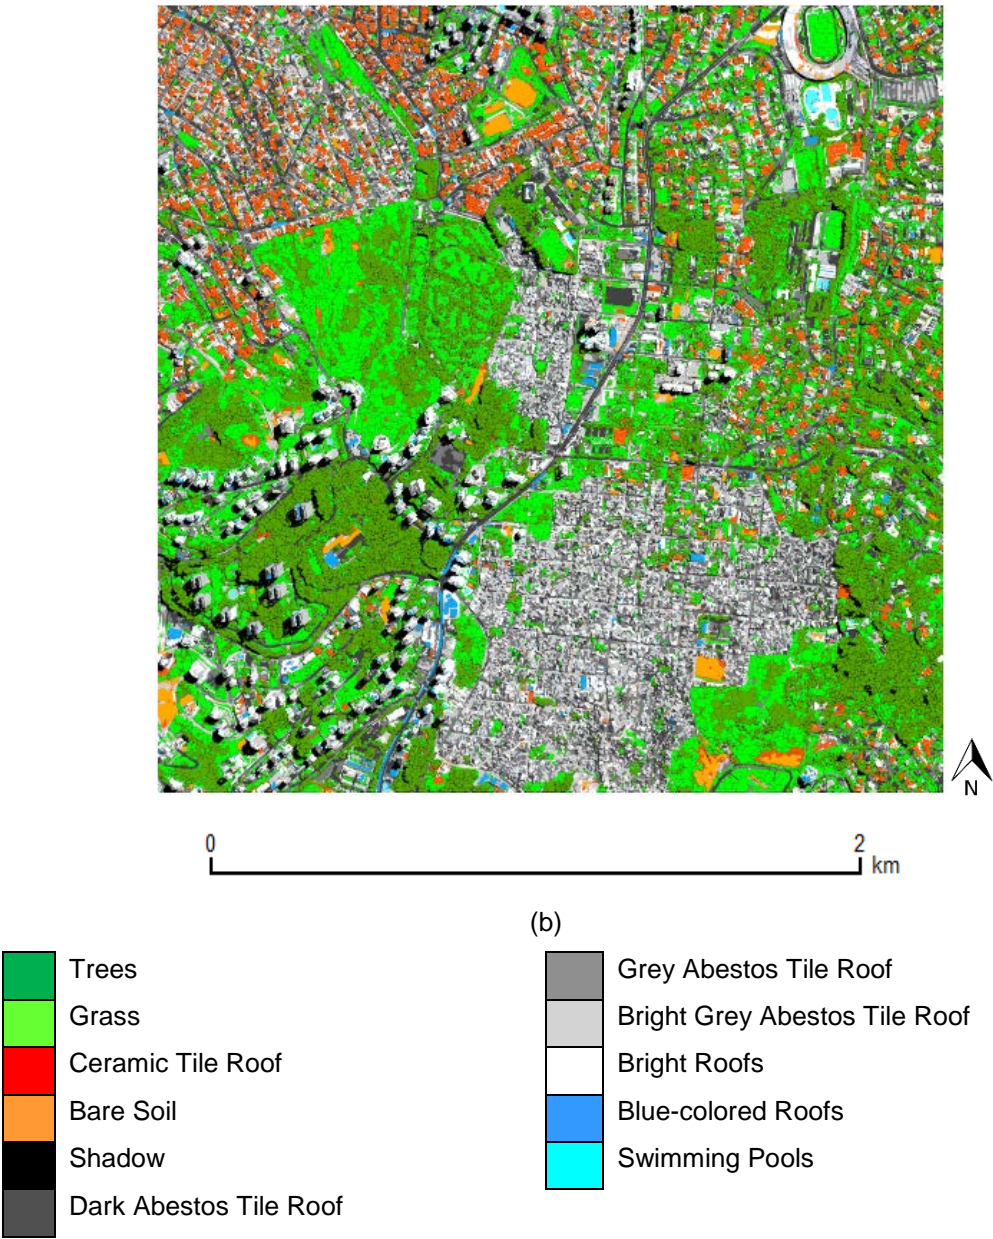 N
0 2
km
(b)
Trees
Grass
Ceramic Tile Roof
Bare Soil
Shadow
Dark Abestos Tile Roof
Grey Abestos Tile Roof
Bright Grey Abestos Tile Roof
Bright Roofs
Blue-colored Roofs
Swimming Pools